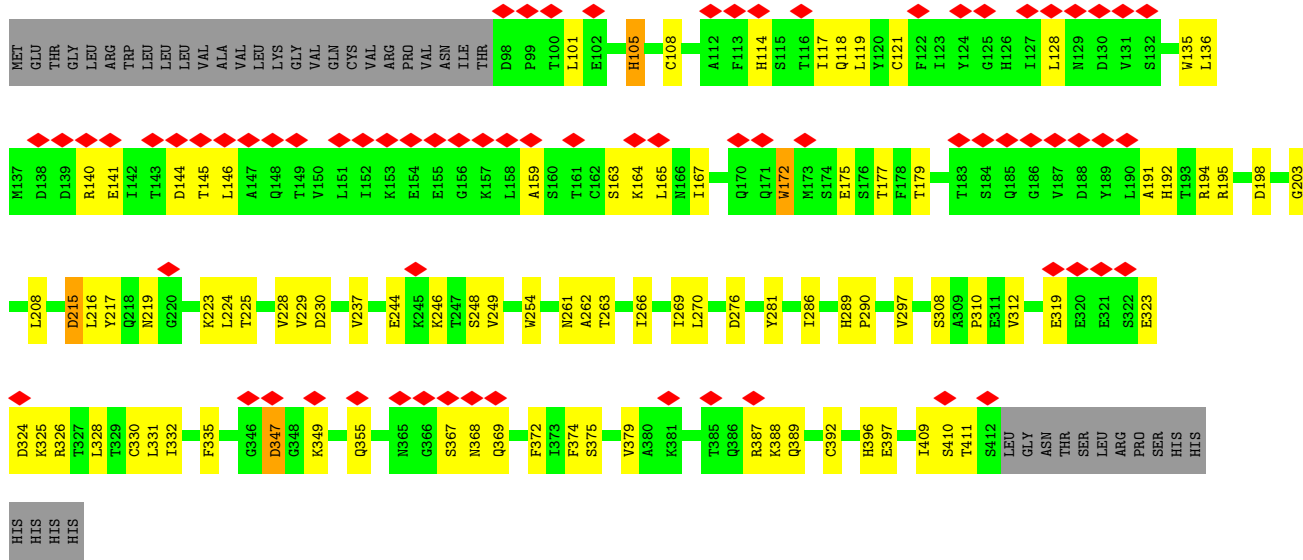 MET GLU THR GLY LEU ARG TRP LEU LEU LEU VAL ALA VAL LEU LYS GLY VAL GLN CYS VAL ARG PRO VAL ASN ILE THR D98 P99 T100 L101 E102 H105 C108 A112 F113 H114 S115 T116 I117 Q118 L119 Y120 C121 F122 I123 Y124 G125 H126 I127 L128 N129 D130 V131 S132 W135 L136
M137 D138 D139 R140 E141 I142 T143 D144 T145 L146 A147 Q148 T149 V150 L151 I152 K153 E154 E155 G156 K157 L158 A159 S160 T161 C162 S163 K164 L165 N166 I167 Q170 Q171 W172 M173 S174 E175 S176 T177 F178 T179 T183 S184 Q185 G186 V187 D188 Y189 L190 A191 H192 T193 R194 R195 D198 G203
L208 D215 L216 Y217 Q218 N219 G220 K223 L224 T225 V228 V229 D230 V237 E244 K245 K246 T247 S248 V249 W254 N261 A262 T263 I266 I269 L270 D276 Y281 I286 H289 P290 V297 S308 A309 P310 E311 V312 E319 E320 E321 S322 E323
D324 K325 R326 T327 L328 T329 C330 L331 I332 F335 G346 D347 G348 K349 Q355 N365 G366 S367 N368 Q369 F372 I373 F374 S375 V379 A380 K381 T385 Q386 R387 K388 Q389 C392 H396 E397 I409 S410 T411 S412 LEU GLY ASN THR SER LEU ARG PRO SER HIS HIS
HIS HIS HIS HIS